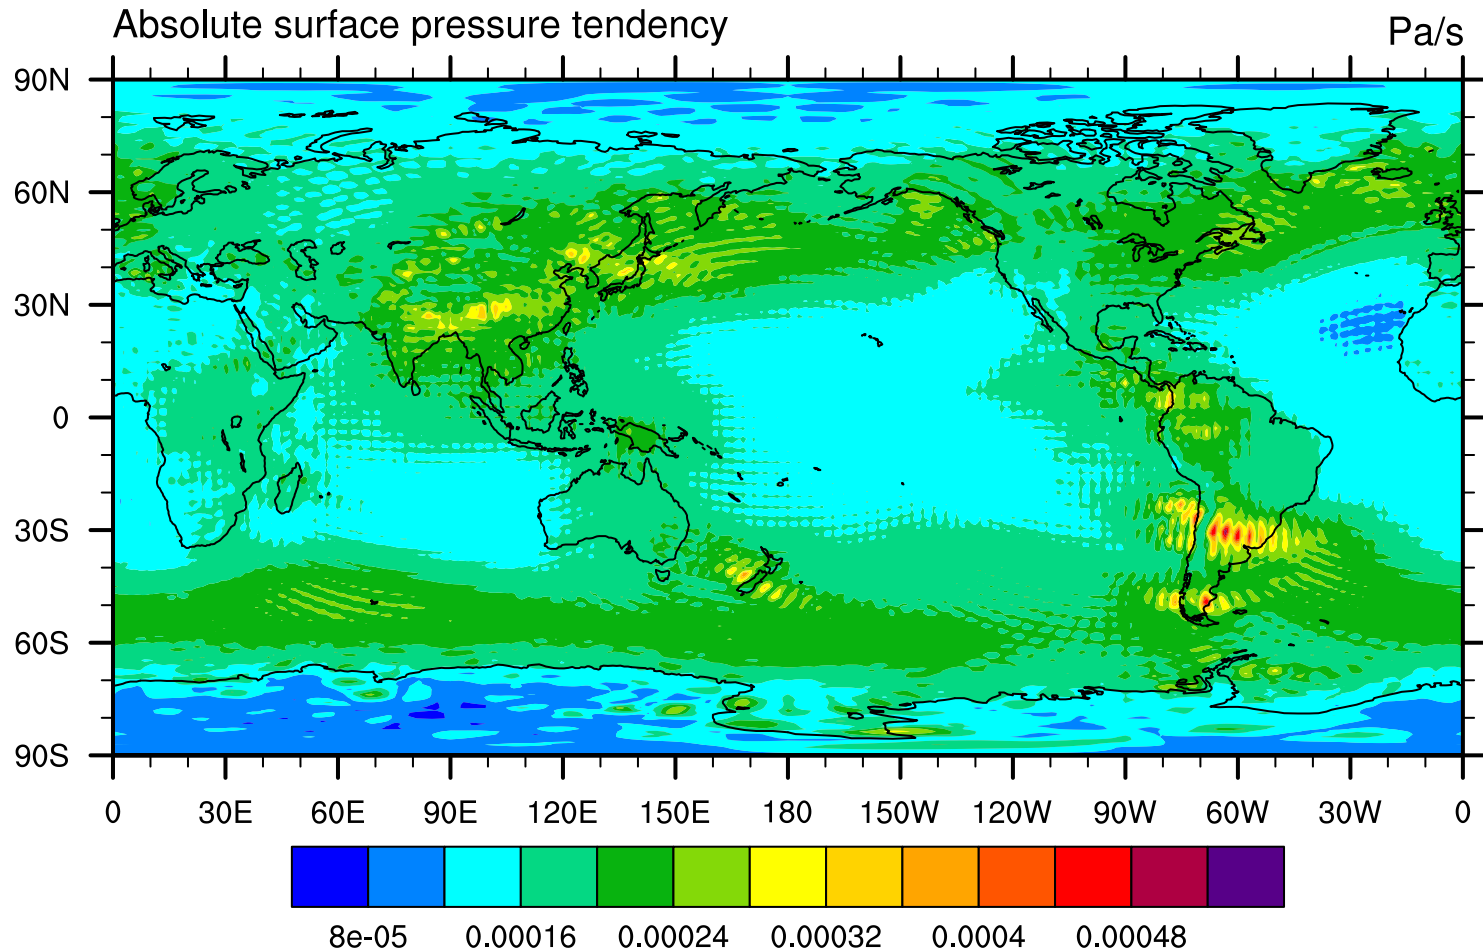 Absolute surface pressure tendency
Pa/s
90N
60N
30N
0
30S
60S
90S
0 30E 60E 90E 120E 150E 180 150W 120W 90W 60W 30W 0
8e-05 0.00016 0.00024 0.00032 0.0004 0.00048